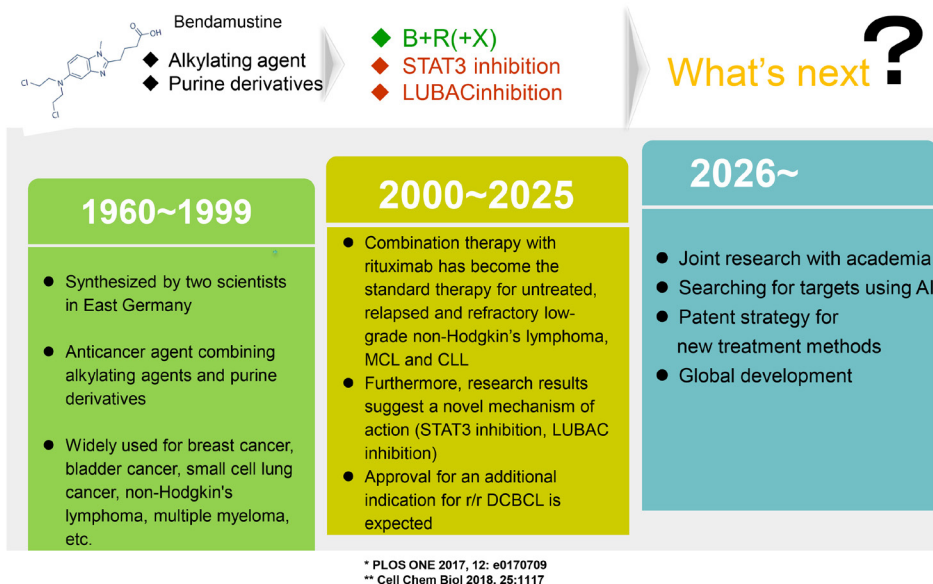 Bendamustine
◆ Alkylating agent
◆ Purine derivatives
O
OH
N
N
N
Cl
Cl
◆ B+R(+X)
◆ STAT3 inhibition
◆ LUBACinhibition
What's next ?
1960~1999
● Synthesized by two scientists
in East Germany
● Anticancer agent combining
alkylating agents and purine
derivatives
● Widely used for breast cancer,
bladder cancer, small cell lung
cancer, non-Hodgkin's
lymphoma, multiple myeloma,
etc.
2000~2025
● Combination therapy with
rituximab has become the
standard therapy for untreated,
relapsed and refractory low-
grade non-Hodgkin's lymphoma,
MCL and CLL
● Furthermore, research results
suggest a novel mechanism of
action (STAT3 inhibition, LUBAC
inhibition)
● Approval for an additional
indication for r/r DCBCL is
expected
2026~
● Joint research with academia
● Searching for targets using AI
● Patent strategy for
new treatment methods
● Global development
* PLOS ONE 2017, 12: e0170709
** Cell Chem Biol 2018, 25:1117